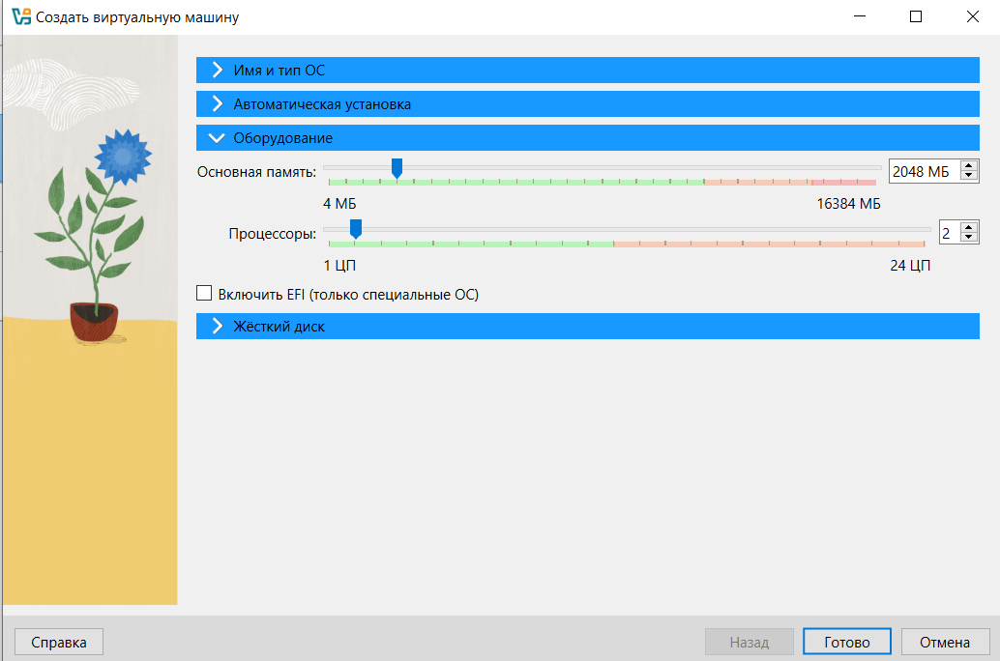 Создать виртуальную машину
Имя и тип ОС
Автоматическая установка
Оборудование
Основная память: 2048 МБ
4 МБ 16384 МБ
Процессоры: 2
1 ЦП 24 ЦП
Включить EFI (только специальные ОС)
Жёсткий диск
Справка Назад Готово Отмена